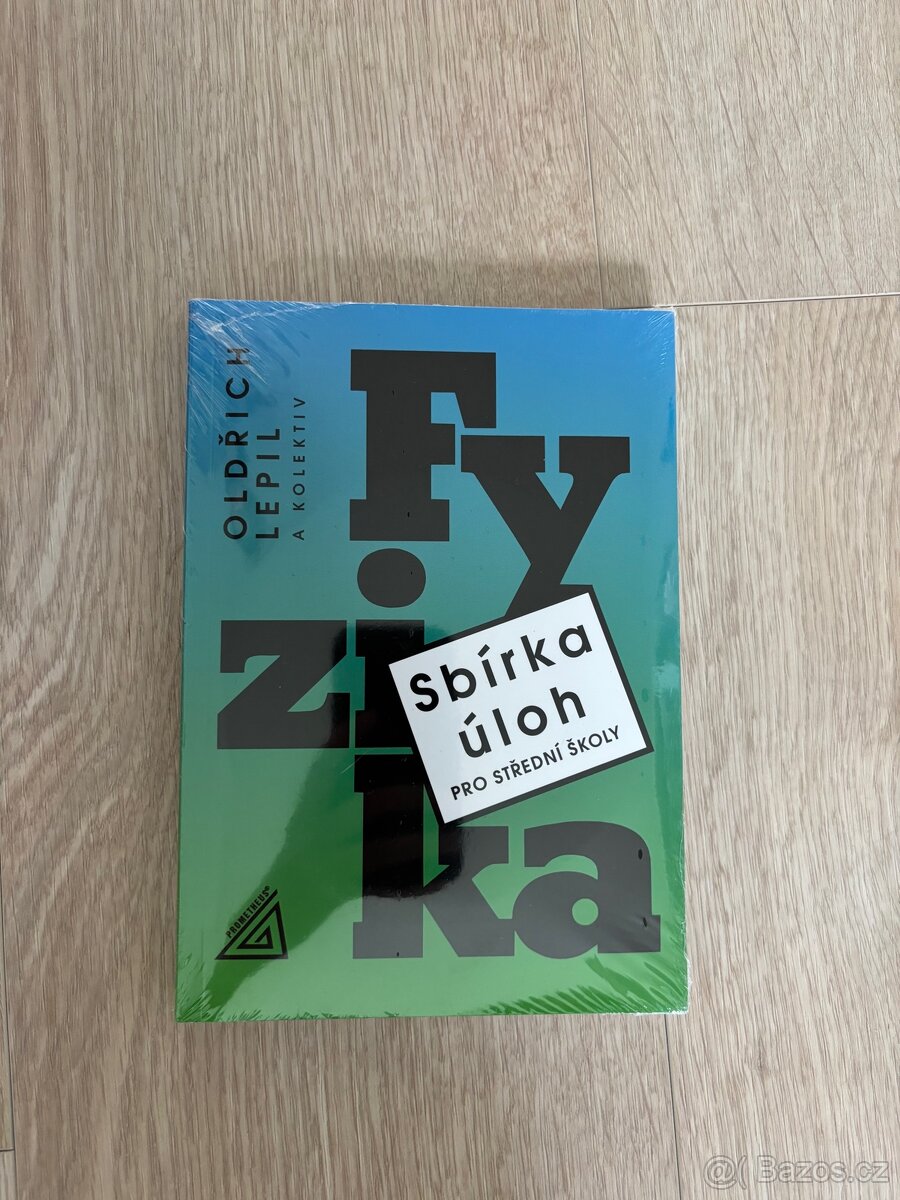 OLDŘICH
LEPIL
A KOLEKTIV
Fy
zi
ka
Sbírka
úloh
PRO STŘEDNÍ ŠKOLY
PROMETHEUS®
@( Bazos.cz